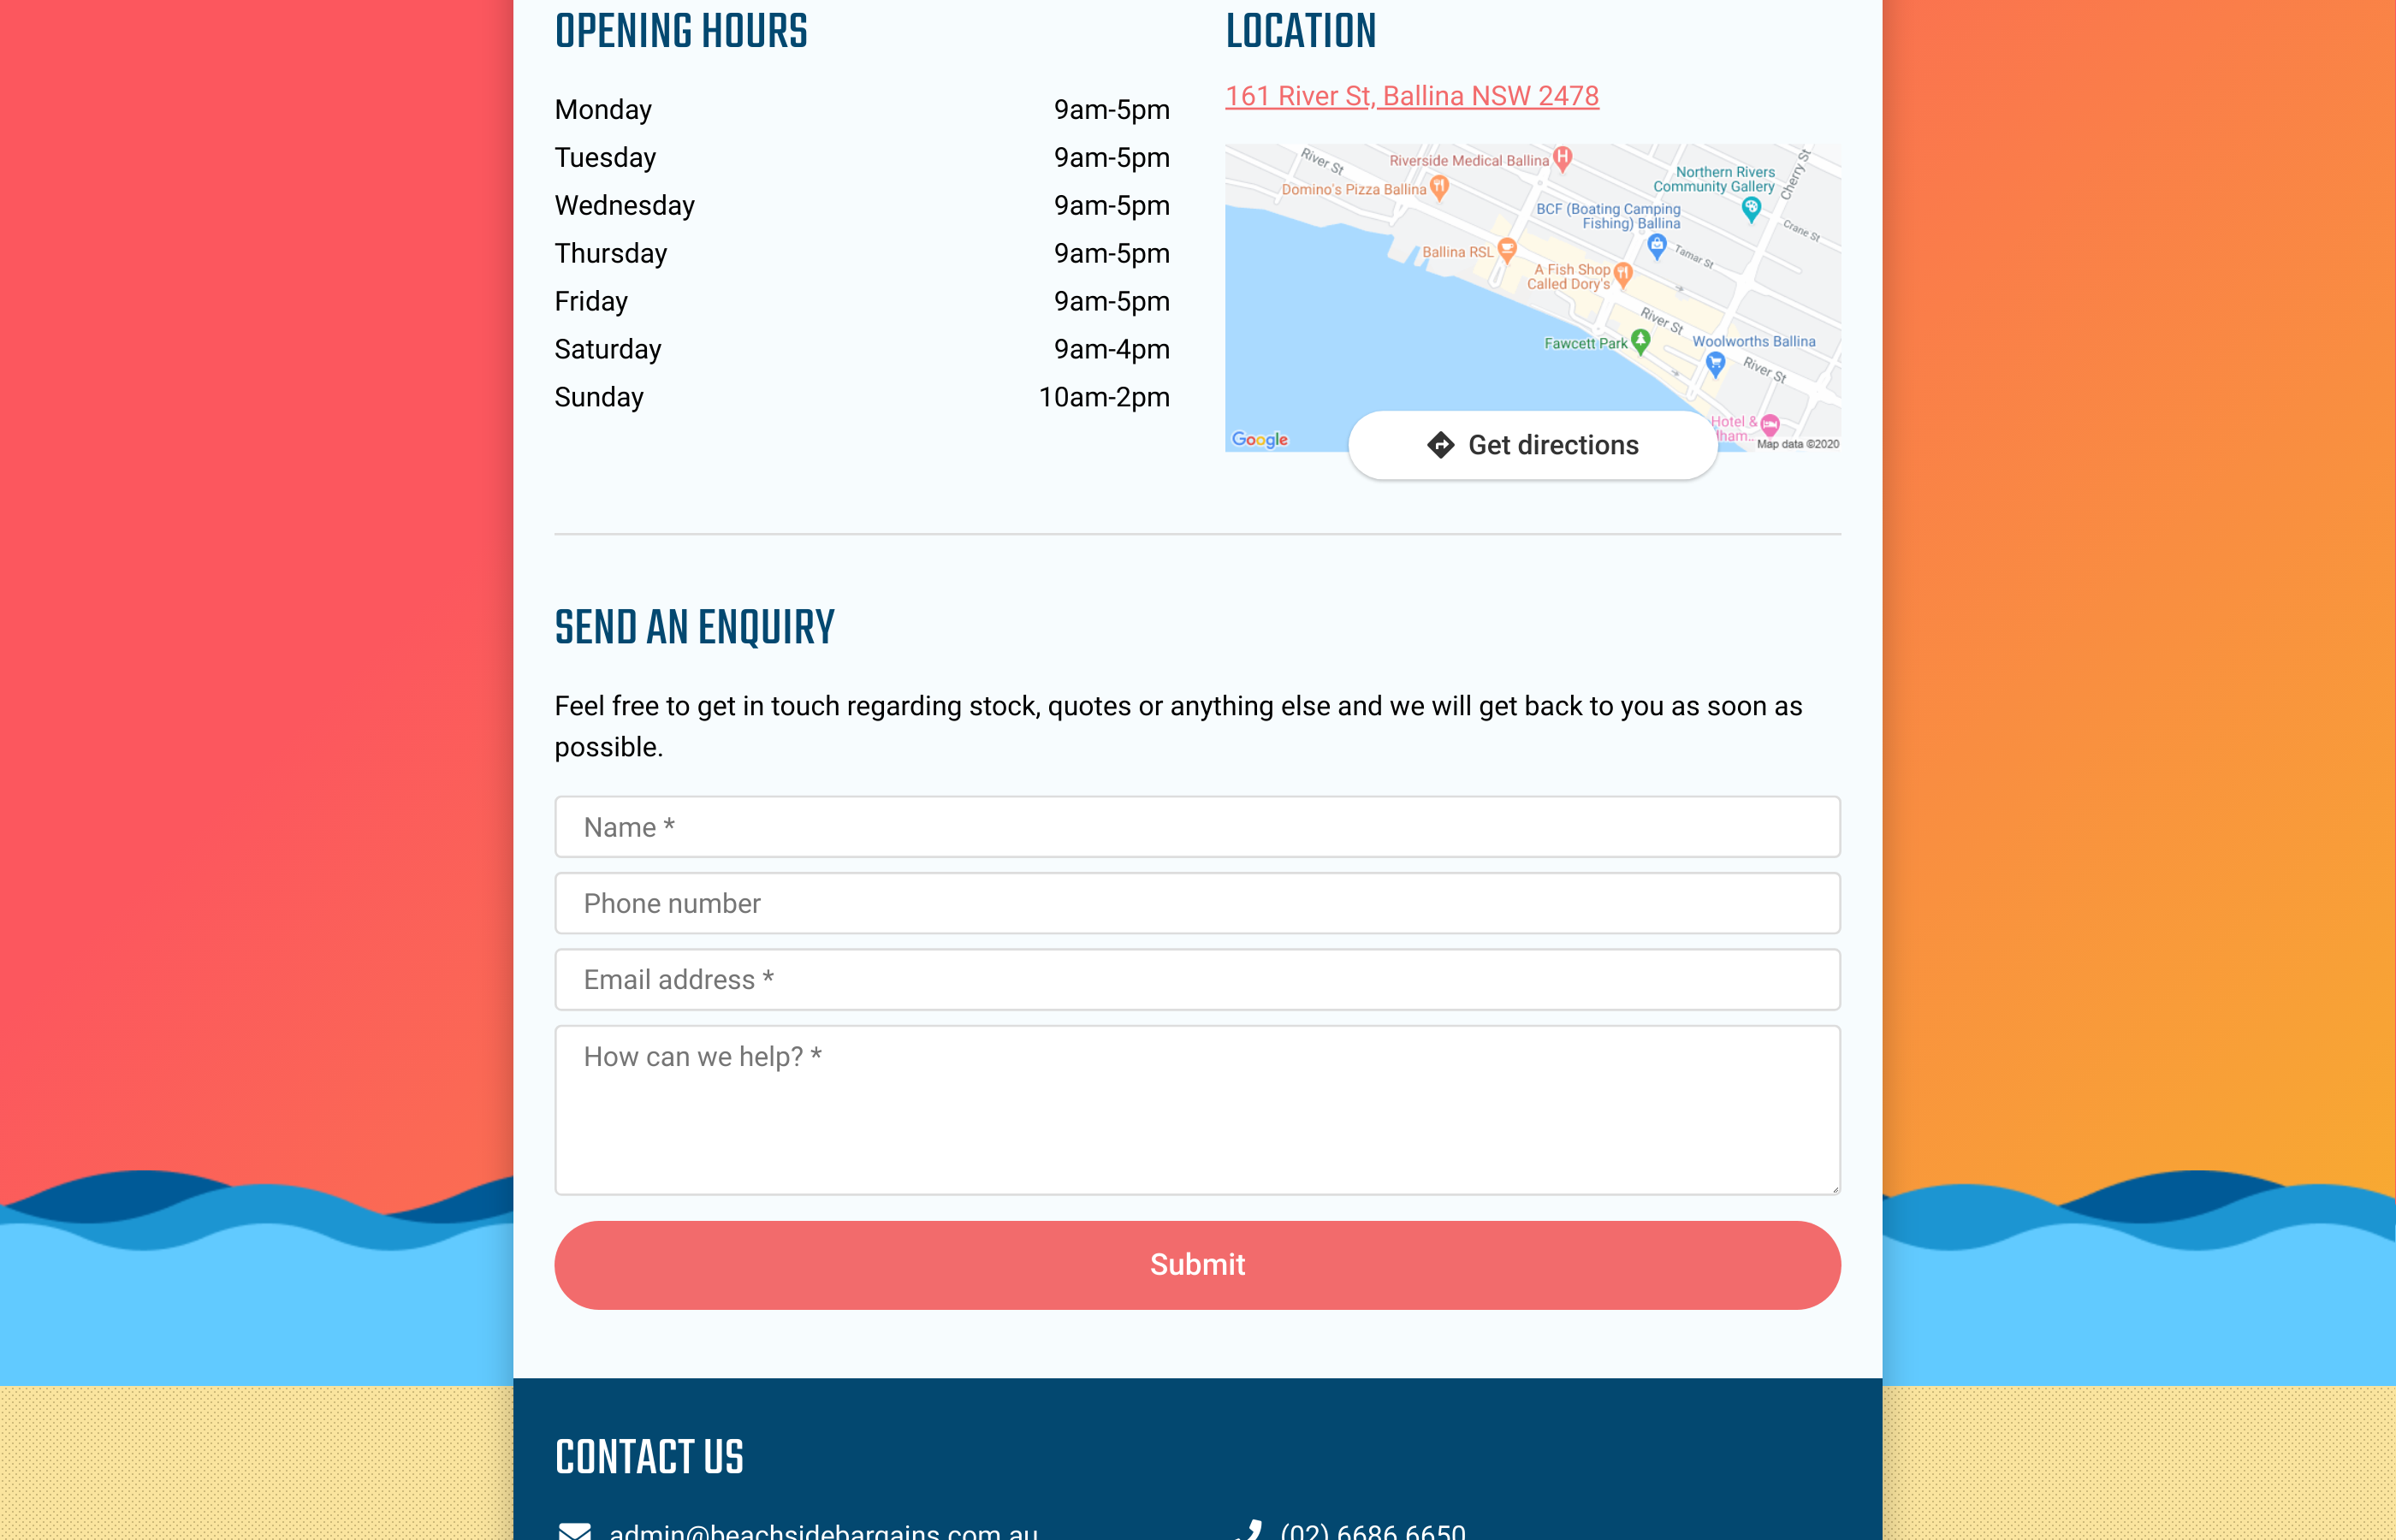 OPENING HOURS
Monday 9am-5pm
Tuesday 9am-5pm
Wednesday 9am-5pm
Thursday 9am-5pm
Friday 9am-5pm
Saturday 9am-4pm
Sunday 10am-2pm
LOCATION
161 River St, Ballina NSW 2478
River St
Riverside Medical Ballina
Domino's Pizza Ballina
Northern Rivers
Community Gallery
Cherry St
BCF (Boating Camping
Fishing) Ballina
Crane St
Ballina RSL
Tamar St
A Fish Shop
Called Dory's
River St
Fawcett Park
Woolworths Ballina
River St
Hotel &
Google
Map data ©2020
Get directions
SEND AN ENQUIRY
Feel free to get in touch regarding stock, quotes or anything else and we will get back to you as soon as
possible.
Name *
Phone number
Email address *
How can we help? *
Submit
CONTACT US
admin@beachsidebargains.com.au
(02) 6686 6650